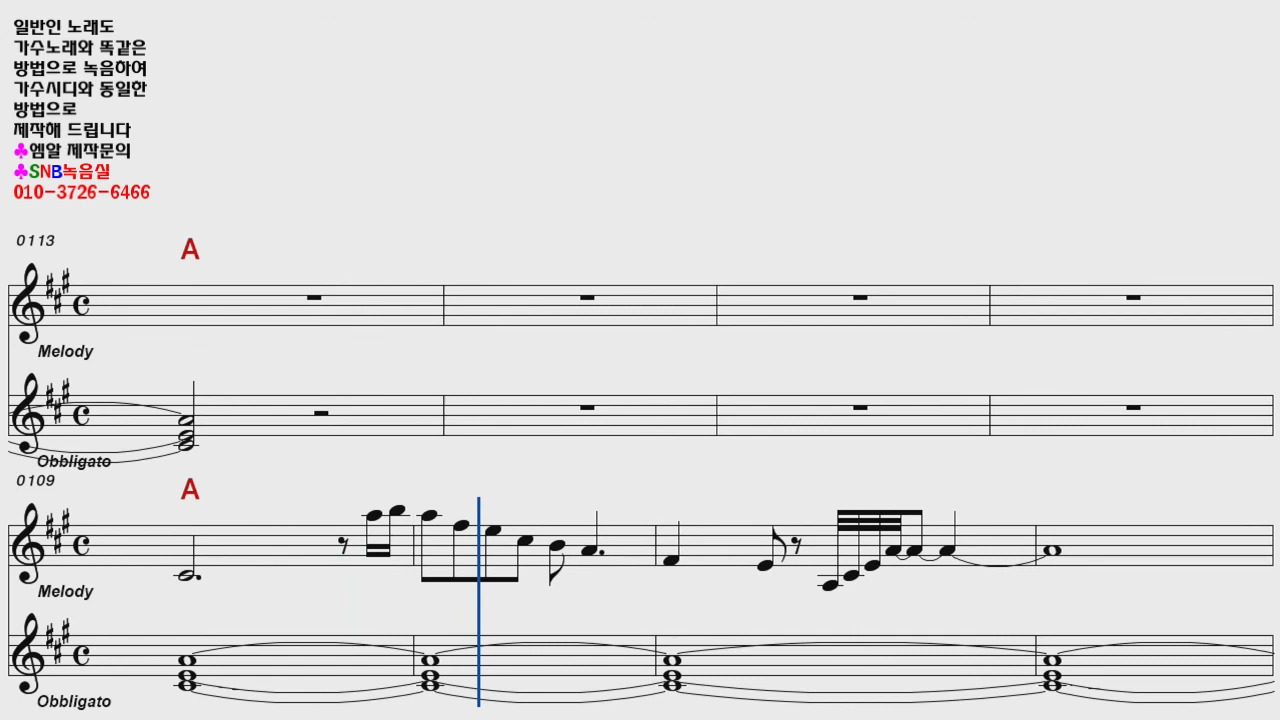 일반인 노래도
가수노래와 똑같은
방법으로 녹음하여
가수시디와 동일한
방법으로
제작해 드립니다
♣엠알 제작문의
♣SNB녹음실
010-3726-6466
0113
A
Melody
Obbligato
0109
A
Melody
Obbligato